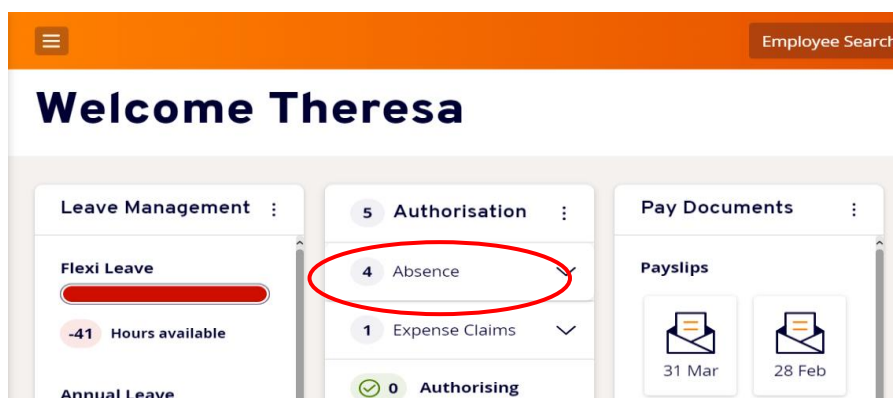 Employee Search
Welcome Theresa
Leave Management
Flexi Leave
-41 Hours available
Annual Leave
5 Authorisation
4 Absence
1 Expense Claims
0 Authorising
Pay Documents
Payslips
31 Mar
28 Feb